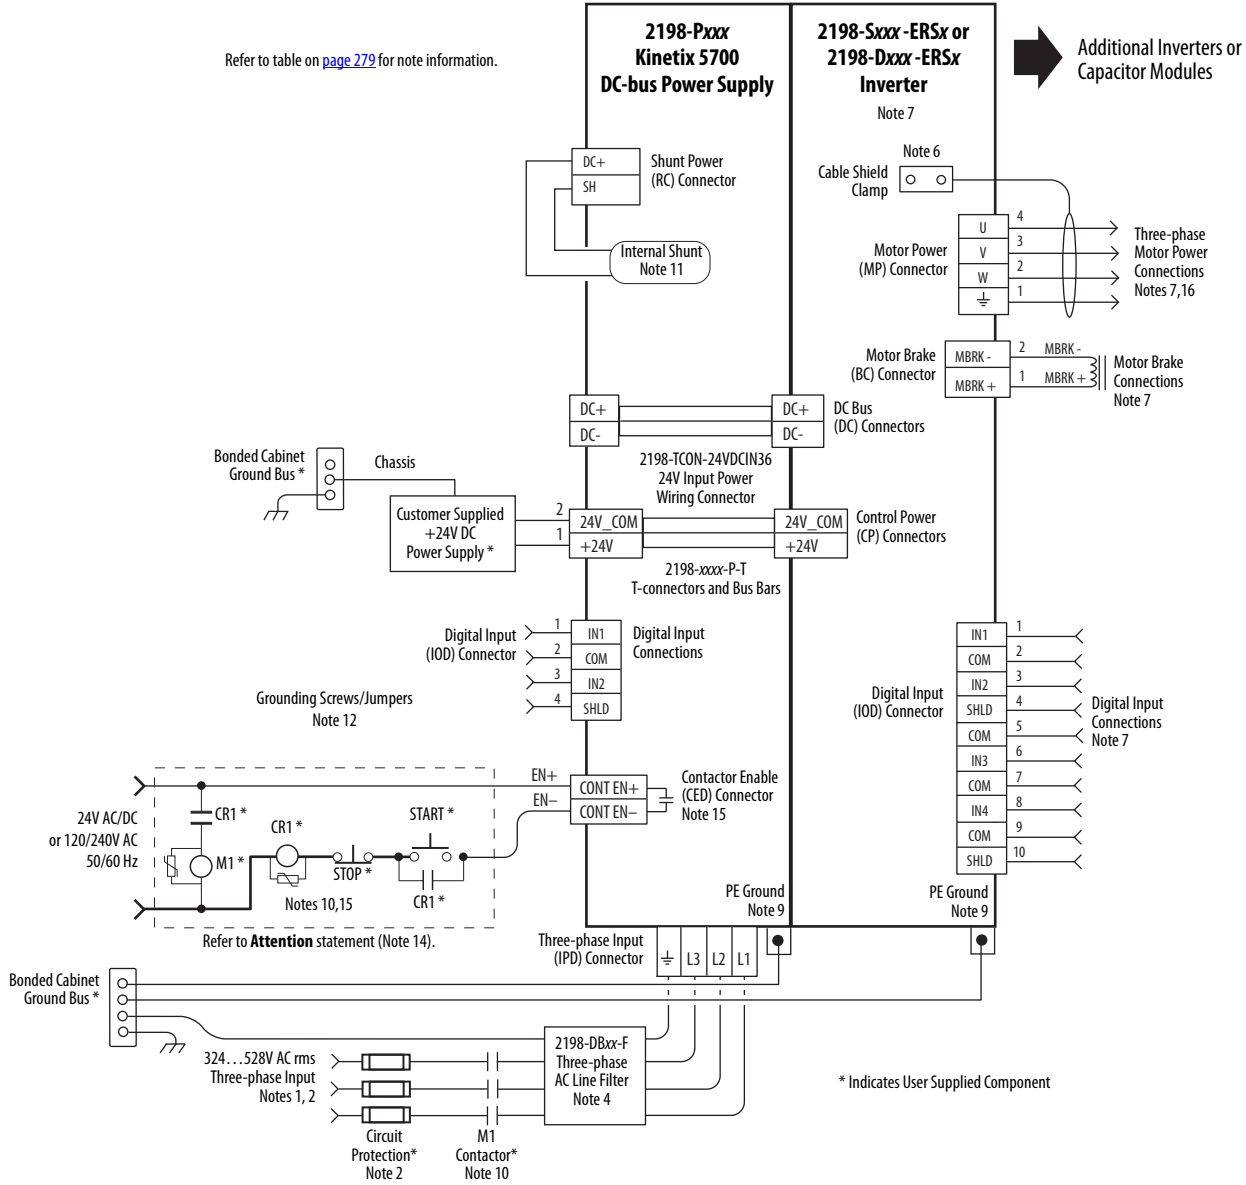 Refer to table on page 279 for note information.
2198-Pxxx
Kinetix 5700
DC-bus Power Supply
2198-Sxxx -ERSx or
2198-Dxxx -ERSx
Inverter
Note 7
Additional Inverters or
Capacitor Modules
DC+
SH
Shunt Power
(RC) Connector
Internal Shunt
Note 11
Note 6
Cable Shield
Clamp
Motor Power
(MP) Connector
U
V
W
4
3
2
1
Three-phase
Motor Power
Connections
Notes 7,16
Motor Brake
(BC) Connector
MBRK -
MBRK +
2
1
MBRK -
MBRK +
Motor Brake
Connections
Note 7
DC+
DC-
DC+
DC-
DC Bus
(DC) Connectors
2198-TCON-24VDCIN36
24V Input Power
Wiring Connector
Bonded Cabinet
Ground Bus *
Chassis
Customer Supplied
+24V DC
Power Supply *
2
1
24V_COM
+24V
24V_COM
+24V
Control Power
(CP) Connectors
2198-xxxx-P-T
T-connectors and Bus Bars
Digital Input
(IOD) Connector
1
2
3
4
IN1
COM
IN2
SHLD
Digital Input
Connections
Grounding Screws/Jumpers
Note 12
Digital Input
(IOD) Connector
IN1
COM
IN2
SHLD
COM
IN3
COM
IN4
COM
SHLD
1
2
3
4
5
6
7
8
9
10
Digital Input
Connections
Note 7
24V AC/DC
or 120/240V AC
50/60 Hz
CR1 *
M1 *
CR1 *
STOP *
START *
CR1 *
Notes 10,15
EN+
EN−
CONT EN+
CONT EN−
Contactor Enable
(CED) Connector
Note 15
Refer to Attention statement (Note 14).
PE Ground
Note 9
PE Ground
Note 9
Three-phase Input
(IPD) Connector
L3
L2
L1
Bonded Cabinet
Ground Bus *
324…528V AC rms
Three-phase Input
Notes 1, 2
2198-DBxx-F
Three-phase
AC Line Filter
Note 4
* Indicates User Supplied Component
Circuit
Protection*
Note 2
M1
Contactor*
Note 10